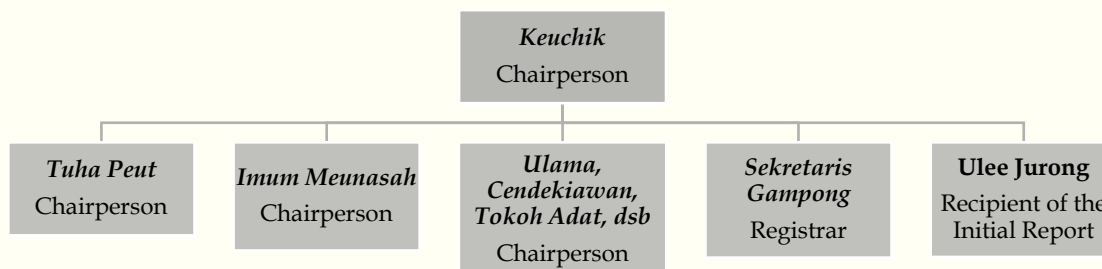 Keuchik
Chairperson
Tuha Peut
Chairperson
Imum Meunasah
Chairperson
Ulama,
Cendekiawan,
Tokoh Adat, dsb
Chairperson
Sekretaris
Gampong
Registrar
Ulee Jurong
Recipient of the
Initial Report